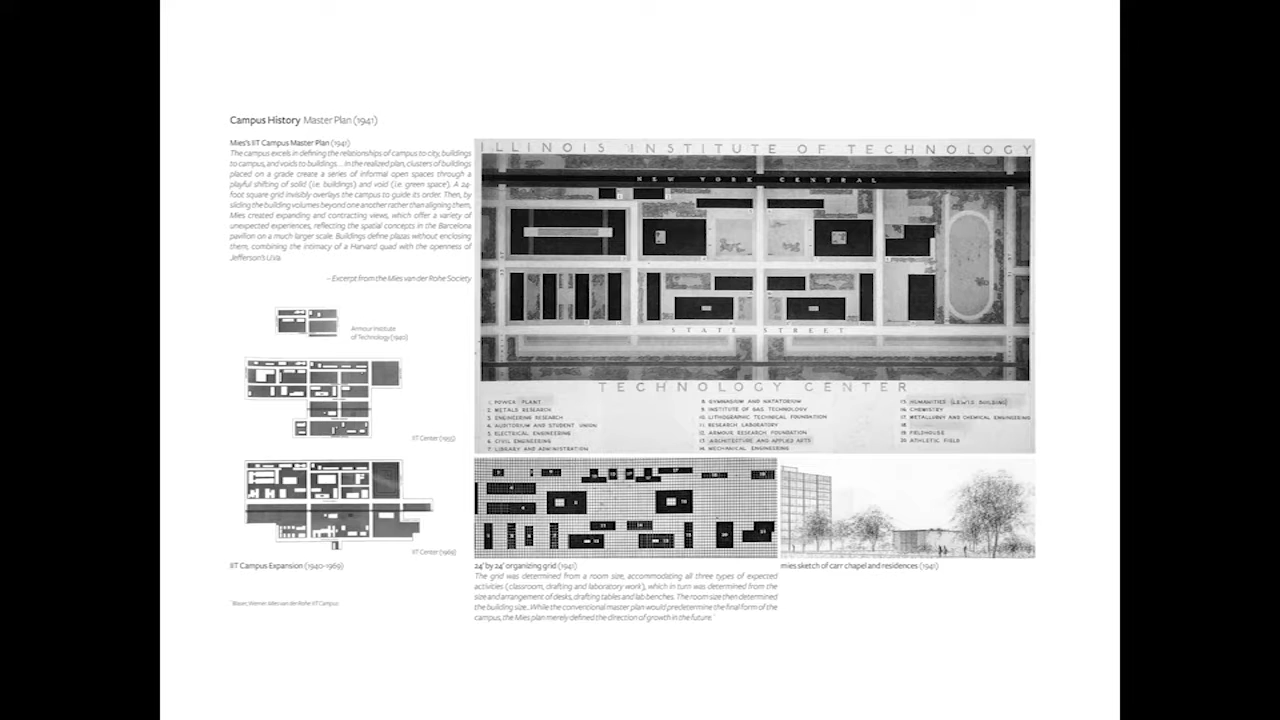 Campus History Master Plan (1941)
Mies's IIT Campus Master Plan (1941)
The campus excels in defining the relationships of campus to city, buildings
to campus, and voids to buildings... in the realized plan, clusters of buildings
placed on a grade create a series of informal open spaces through a
playful shifting of solid (i.e. buildings) and void (i.e. green space). A 24-
foot square grid invisibly overlays the campus to guide its order. Then, by
sliding the building volumes beyond one another rather than aligning them,
Mies created expanding and contracting views, which offer a variety of
unexpected experiences, reflecting the spatial concepts in the Barcelona
pavilion on a much larger scale. Buildings define plazas without enclosing
them, combining the intimacy of a Harvard quad with the openness of
Jefferson's UVa.
– Excerpt from the Mies van der Rohe Society
Armour Institute
of Technology (1940)
IIT Center (1955)
IIT Center (1969)
IIT Campus Expansion (1940-1969)
Blaser, Werner. Mies van der Rohe IIT Campus
ILLINOIS INSTITUTE OF TECHNOLOGY
NEW YORK CENTRAL
STATE STREET
TECHNOLOGY CENTER
1. POWER PLANT
2. METALS RESEARCH
3. ENGINEERING RESEARCH
4. AUDITORIUM AND STUDENT UNION
5. ELECTRICAL ENGINEERING
6. CIVIL ENGINEERING
7. LIBRARY AND ADMINISTRATION
8. GYMNASIUM AND NATATORIUM
9. INSTITUTE OF GAS TECHNOLOGY
10. LITHOGRAPHIC TECHNICAL FOUNDATION
11. RESEARCH LABORATORY
12. ARMOUR RESEARCH FOUNDATION
13. ARCHITECTURE AND APPLIED ARTS
14. MECHANICAL ENGINEERING
15. HUMANITIES (LEWIS BUILDING)
16. CHEMISTRY
17. METALLURGY AND CHEMICAL ENGINEERING
18.
19. FIELDHOUSE
20. ATHLETIC FIELD
24' by 24' organizing grid (1941)
The grid was determined from a room size, accommodating all three types of expected
activities (classroom, drafting and laboratory work), which in turn was determined from the
size and arrangement of desks, drafting tables and lab benches. The room size then determined
the building size...While the conventional master plan would predetermine the final form of the
campus, the Mies plan merely defined the direction of growth in the future.
mies sketch of carr chapel and residences (1941)